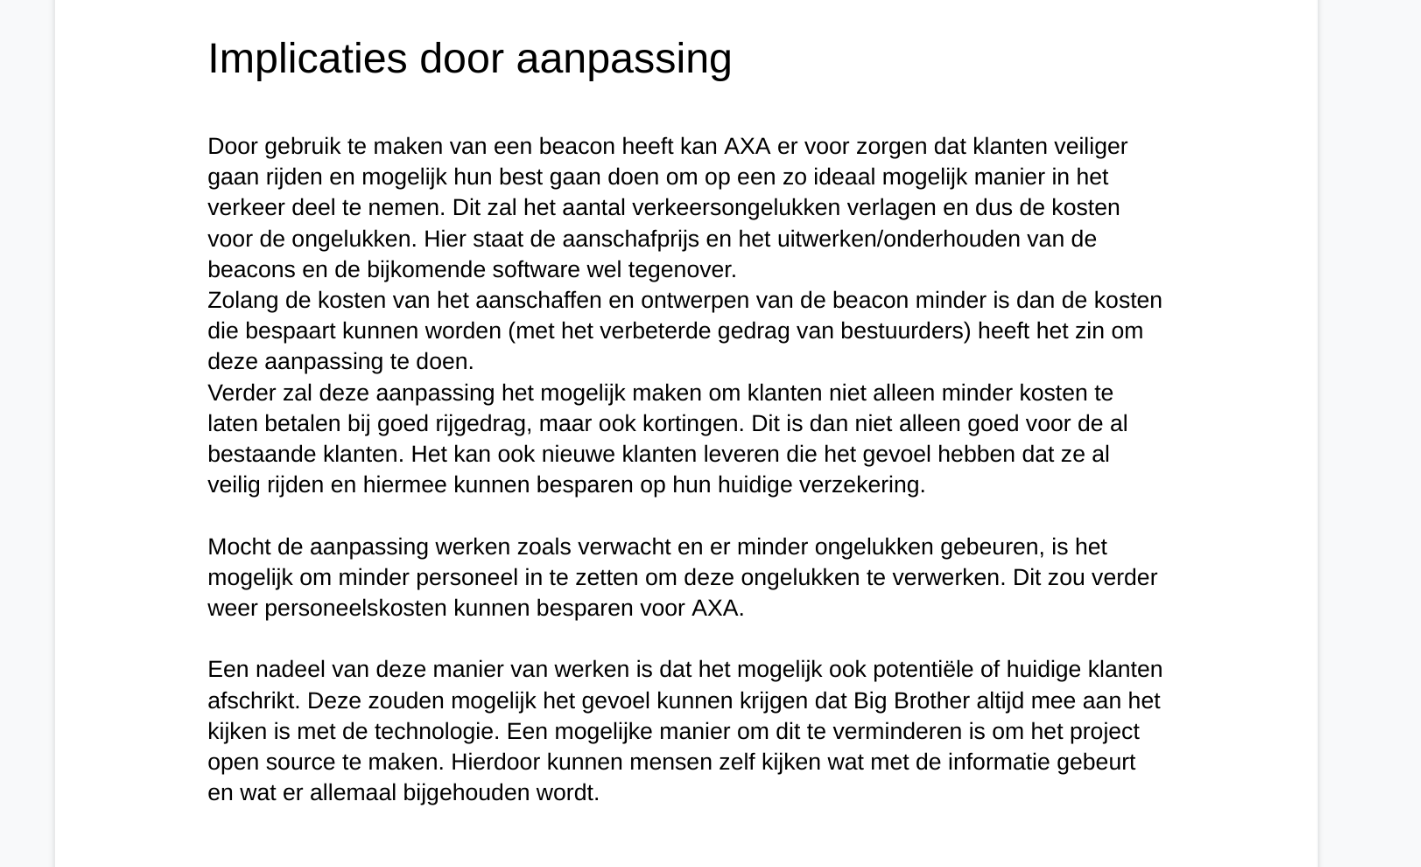 Implicaties door aanpassing
Door gebruik te maken van een beacon heeft kan AXA er voor zorgen dat klanten veiliger
gaan rijden en mogelijk hun best gaan doen om op een zo ideaal mogelijk manier in het
verkeer deel te nemen. Dit zal het aantal verkeersongelukken verlagen en dus de kosten
voor de ongelukken. Hier staat de aanschafprijs en het uitwerken/onderhouden van de
beacons en de bijkomende software wel tegenover.
Zolang de kosten van het aanschaffen en ontwerpen van de beacon minder is dan de kosten
die bespaart kunnen worden (met het verbeterde gedrag van bestuurders) heeft het zin om
deze aanpassing te doen.
Verder zal deze aanpassing het mogelijk maken om klanten niet alleen minder kosten te
laten betalen bij goed rijgedrag, maar ook kortingen. Dit is dan niet alleen goed voor de al
bestaande klanten. Het kan ook nieuwe klanten leveren die het gevoel hebben dat ze al
veilig rijden en hiermee kunnen besparen op hun huidige verzekering.
Mocht de aanpassing werken zoals verwacht en er minder ongelukken gebeuren, is het
mogelijk om minder personeel in te zetten om deze ongelukken te verwerken. Dit zou verder
weer personeelskosten kunnen besparen voor AXA.
Een nadeel van deze manier van werken is dat het mogelijk ook potentiële of huidige klanten
afschrikt. Deze zouden mogelijk het gevoel kunnen krijgen dat Big Brother altijd mee aan het
kijken is met de technologie. Een mogelijke manier om dit te verminderen is om het project
open source te maken. Hierdoor kunnen mensen zelf kijken wat met de informatie gebeurt
en wat er allemaal bijgehouden wordt.